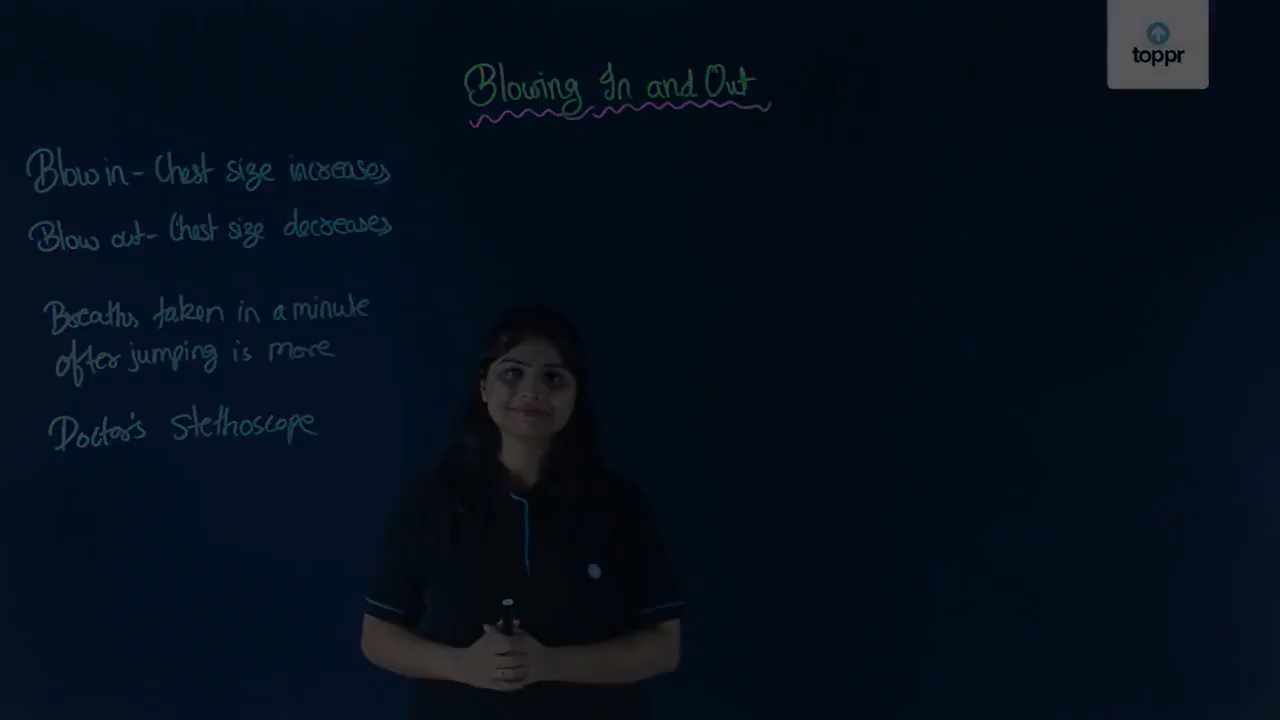 toppr
Blowing In and Out
Blow in - Chest size increases
Blow out - Chest size decreases
Breaths taken in a minute
after jumping is more
Doctor's Stethoscope